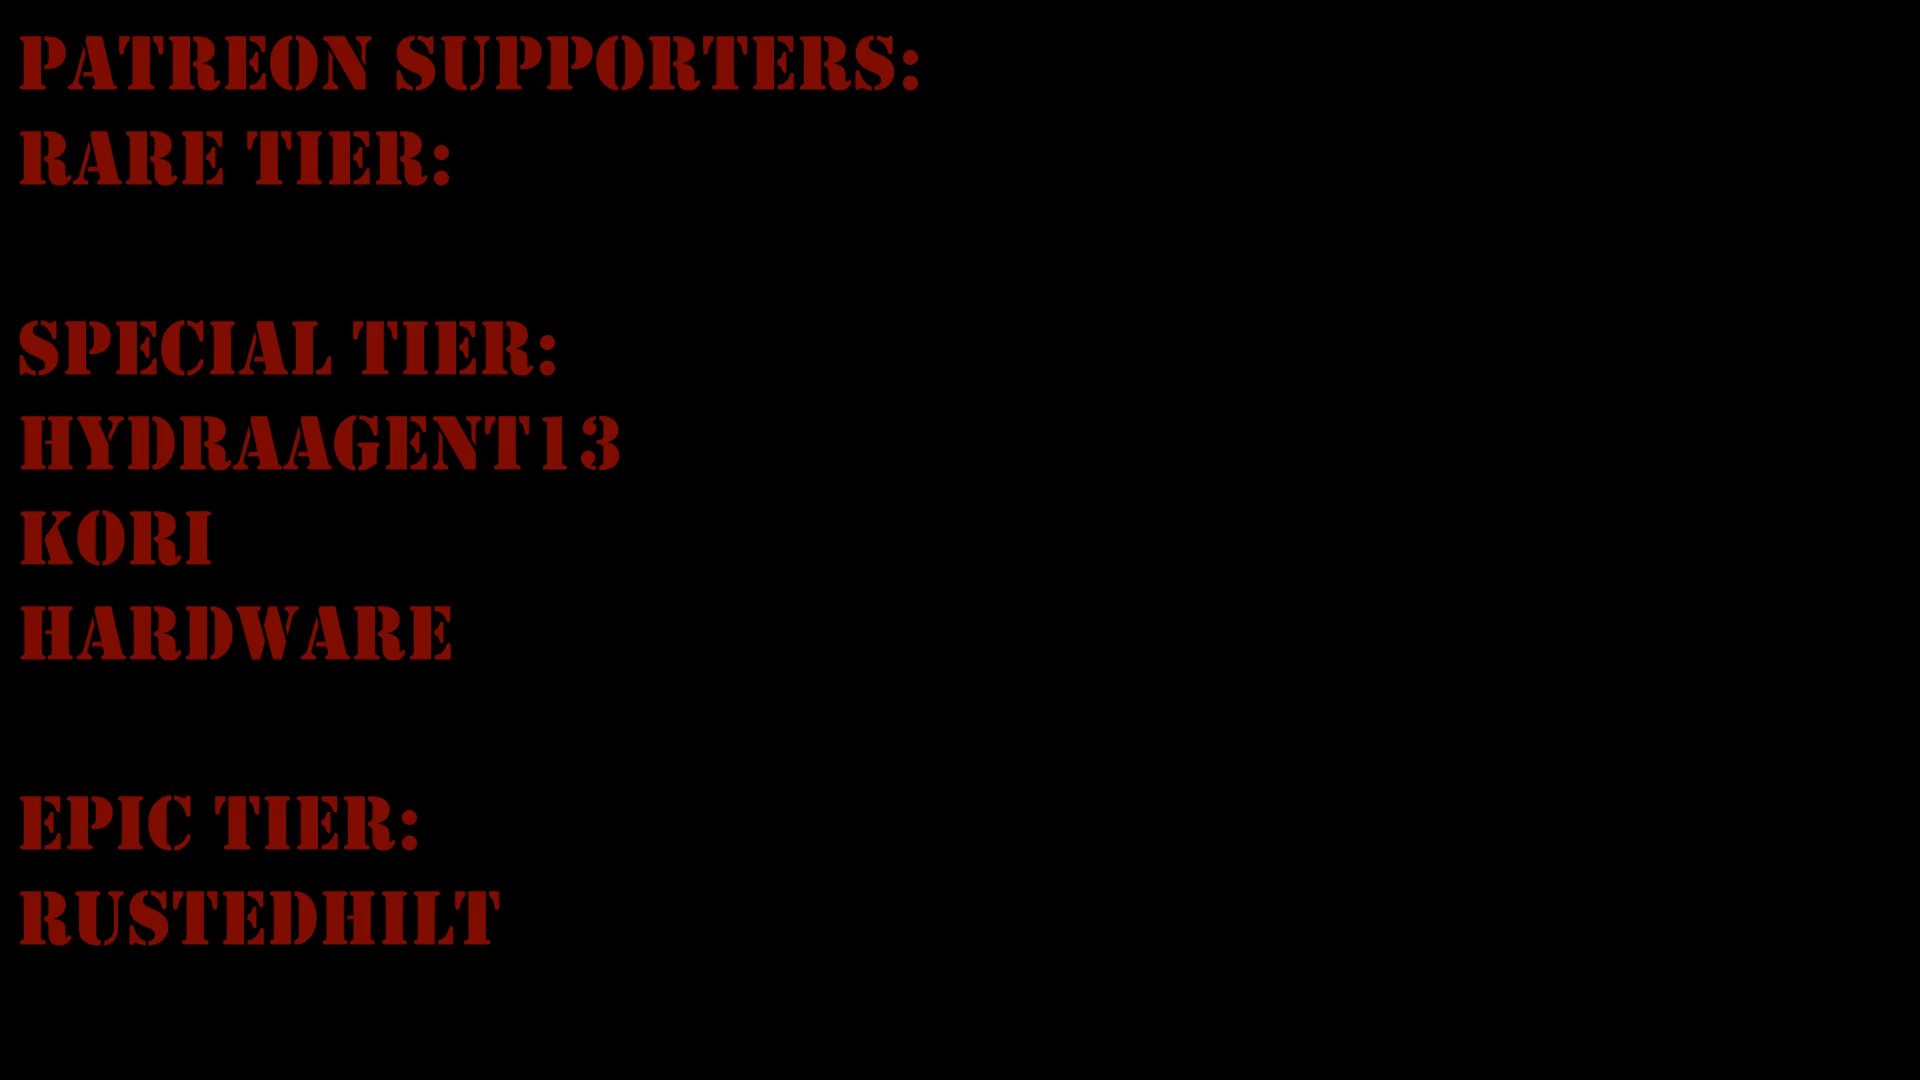 PATREON SUPPORTERS:
RARE TIER:
SPECIAL TIER:
HYDRAAGENT13
KORI
HARDWARE
EPIC TIER:
RUSTEDHILT